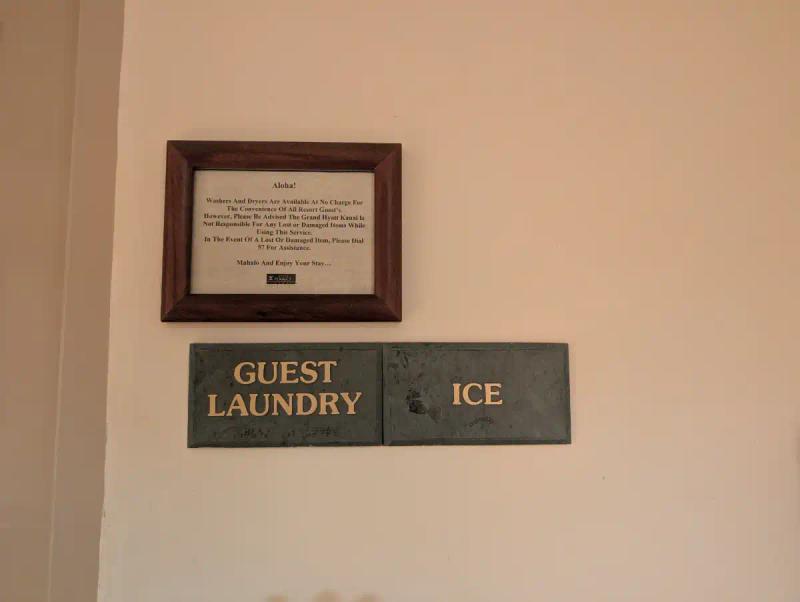 Aloha!
Washers And Dryers Are Available At No Charge For
The Convenience Of All Resort Guest's.
However, Please Be Advised The Grand Hyatt Kauai Is
Not Responsible For Any Lost or Damaged Items While
Using This Service.
In The Event Of A Lost Or Damaged Item, Please Dial
57 For Assistance.
Mahalo And Enjoy Your Stay…
GUEST
LAUNDRY
ICE